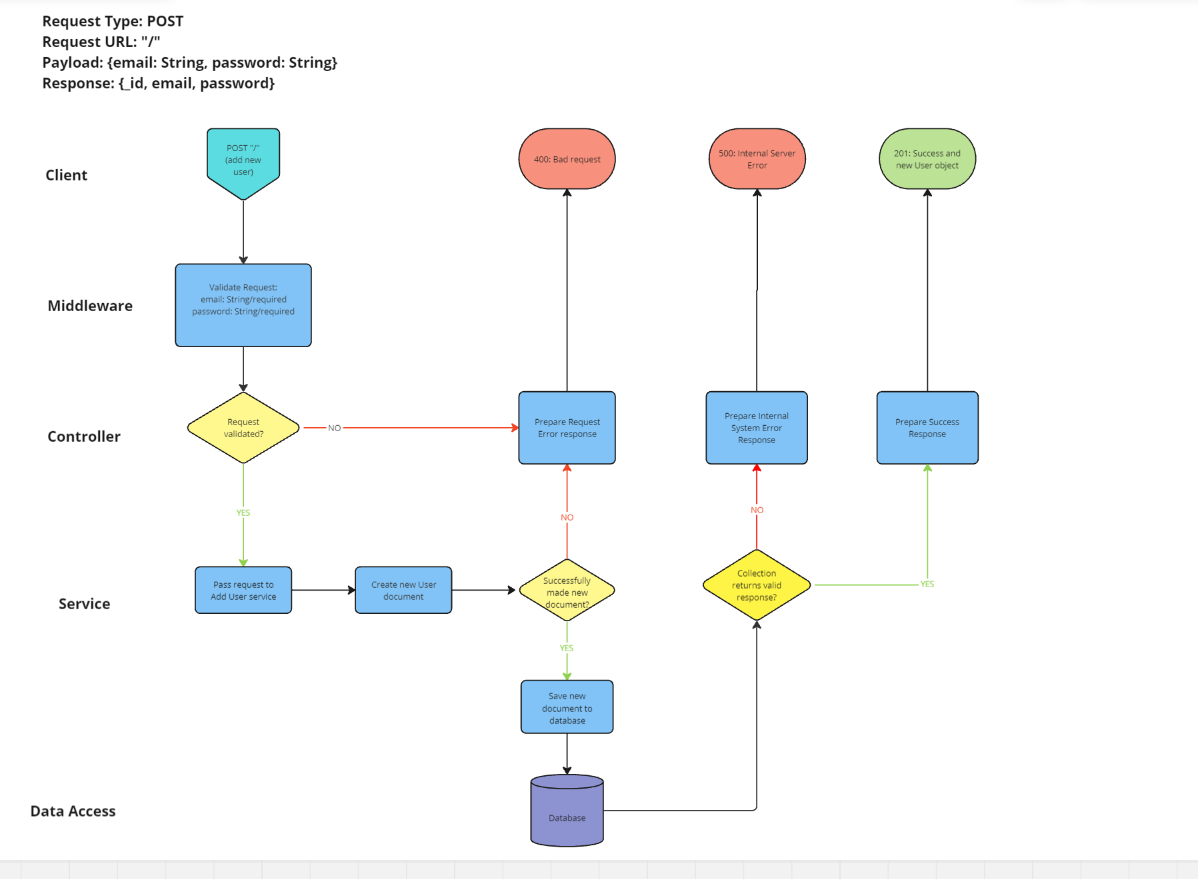 Request Type: POST
Request URL: "/"
Payload: {email: String, password: String}
Response: {_id, email, password}
Client
POST "/"
(add new
user)
400: Bad request
500: Internal Server
Error
201: Success and
new User object
Middleware
Validate Request:
email: String/required
password: String/required
Controller
Request
validated?
NO
Prepare Request
Error response
Prepare Internal
System Error
Response
Prepare Success
Response
YES
NO
NO
Service
Pass request to
Add User service
Create new User
document
Successfully
made new
document?
Collection
returns valid
response?
YES
YES
Save new
document to
database
Data Access
Database